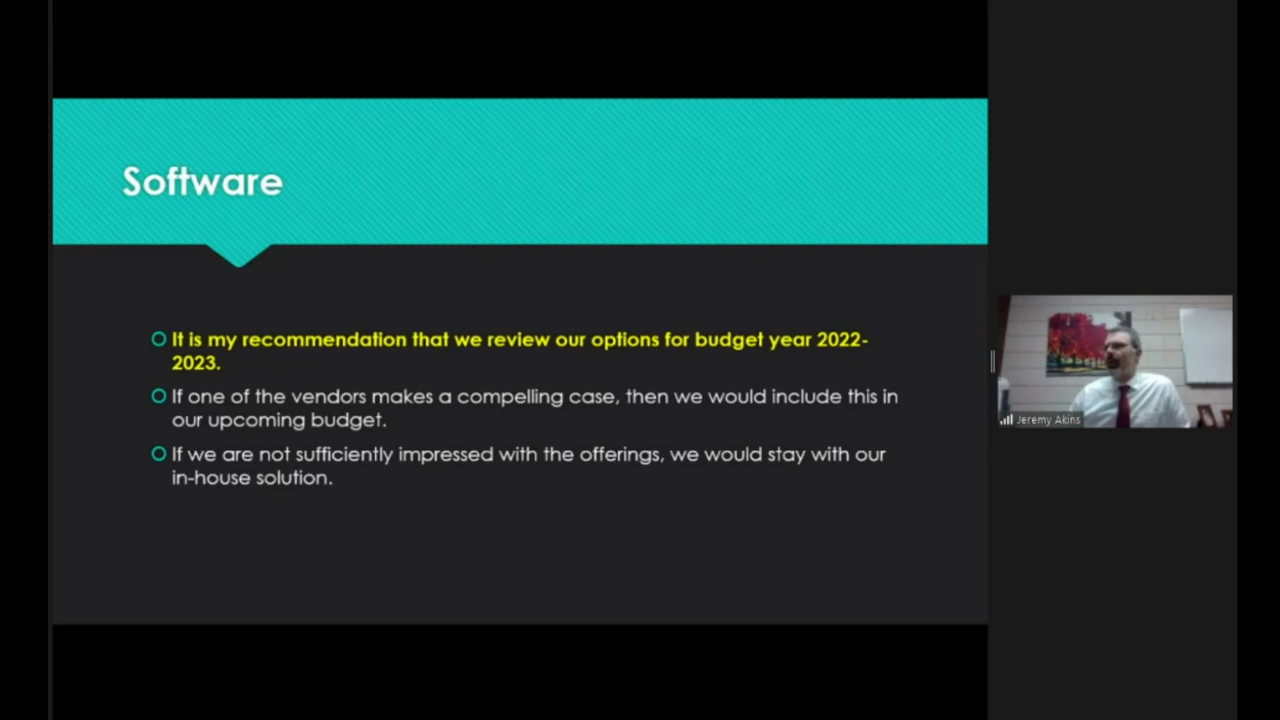 Software
It is my recommendation that we review our options for budget year 2022-
2023.
If one of the vendors makes a compelling case, then we would include this in
our upcoming budget.
If we are not sufficiently impressed with the offerings, we would stay with our
in-house solution.
Jeremy Akins